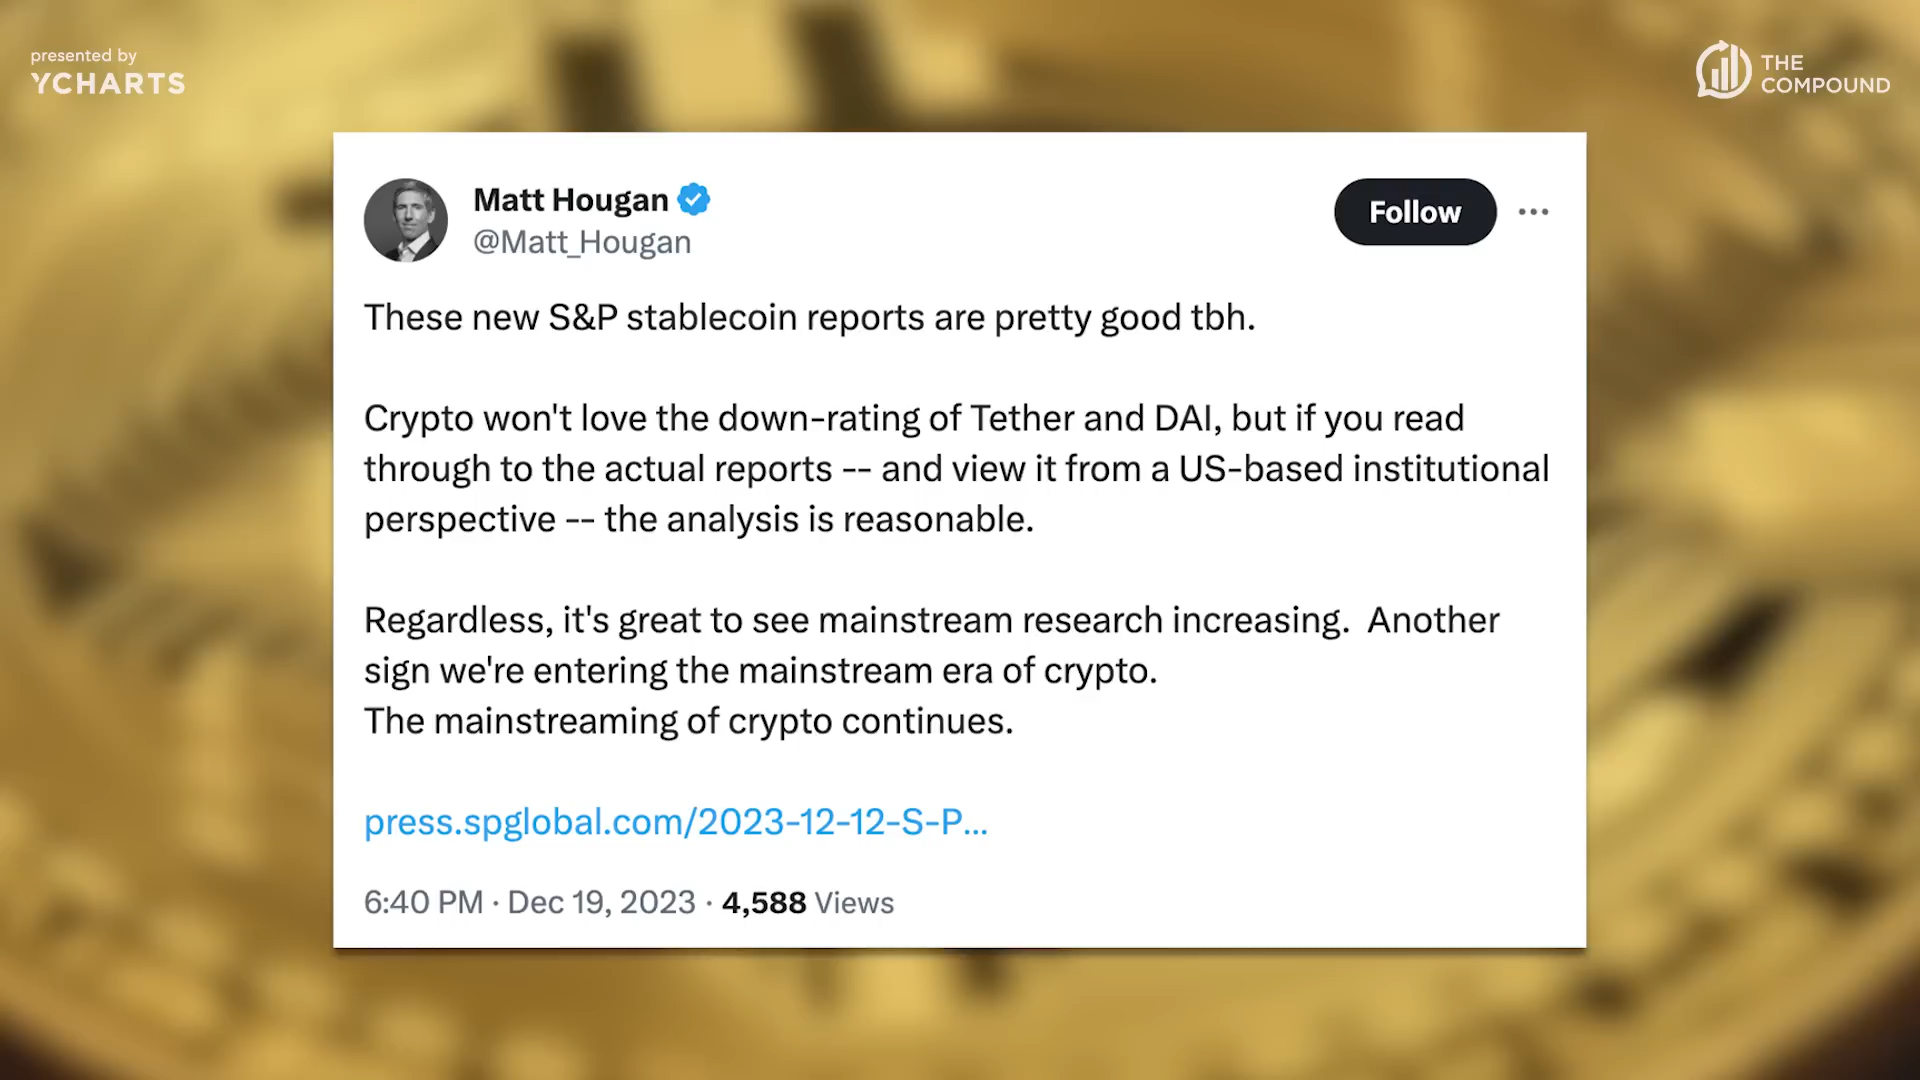 presented by
YCHARTS
THE
COMPOUND
Matt Hougan
@Matt_Hougan
Follow
These new S&P stablecoin reports are pretty good tbh.
Crypto won't love the down-rating of Tether and DAI, but if you read
through to the actual reports -- and view it from a US-based institutional
perspective -- the analysis is reasonable.
Regardless, it's great to see mainstream research increasing.  Another
sign we're entering the mainstream era of crypto.
The mainstreaming of crypto continues.
press.spglobal.com/2023-12-12-S-P...
6:40 PM · Dec 19, 2023 · 4,588 Views